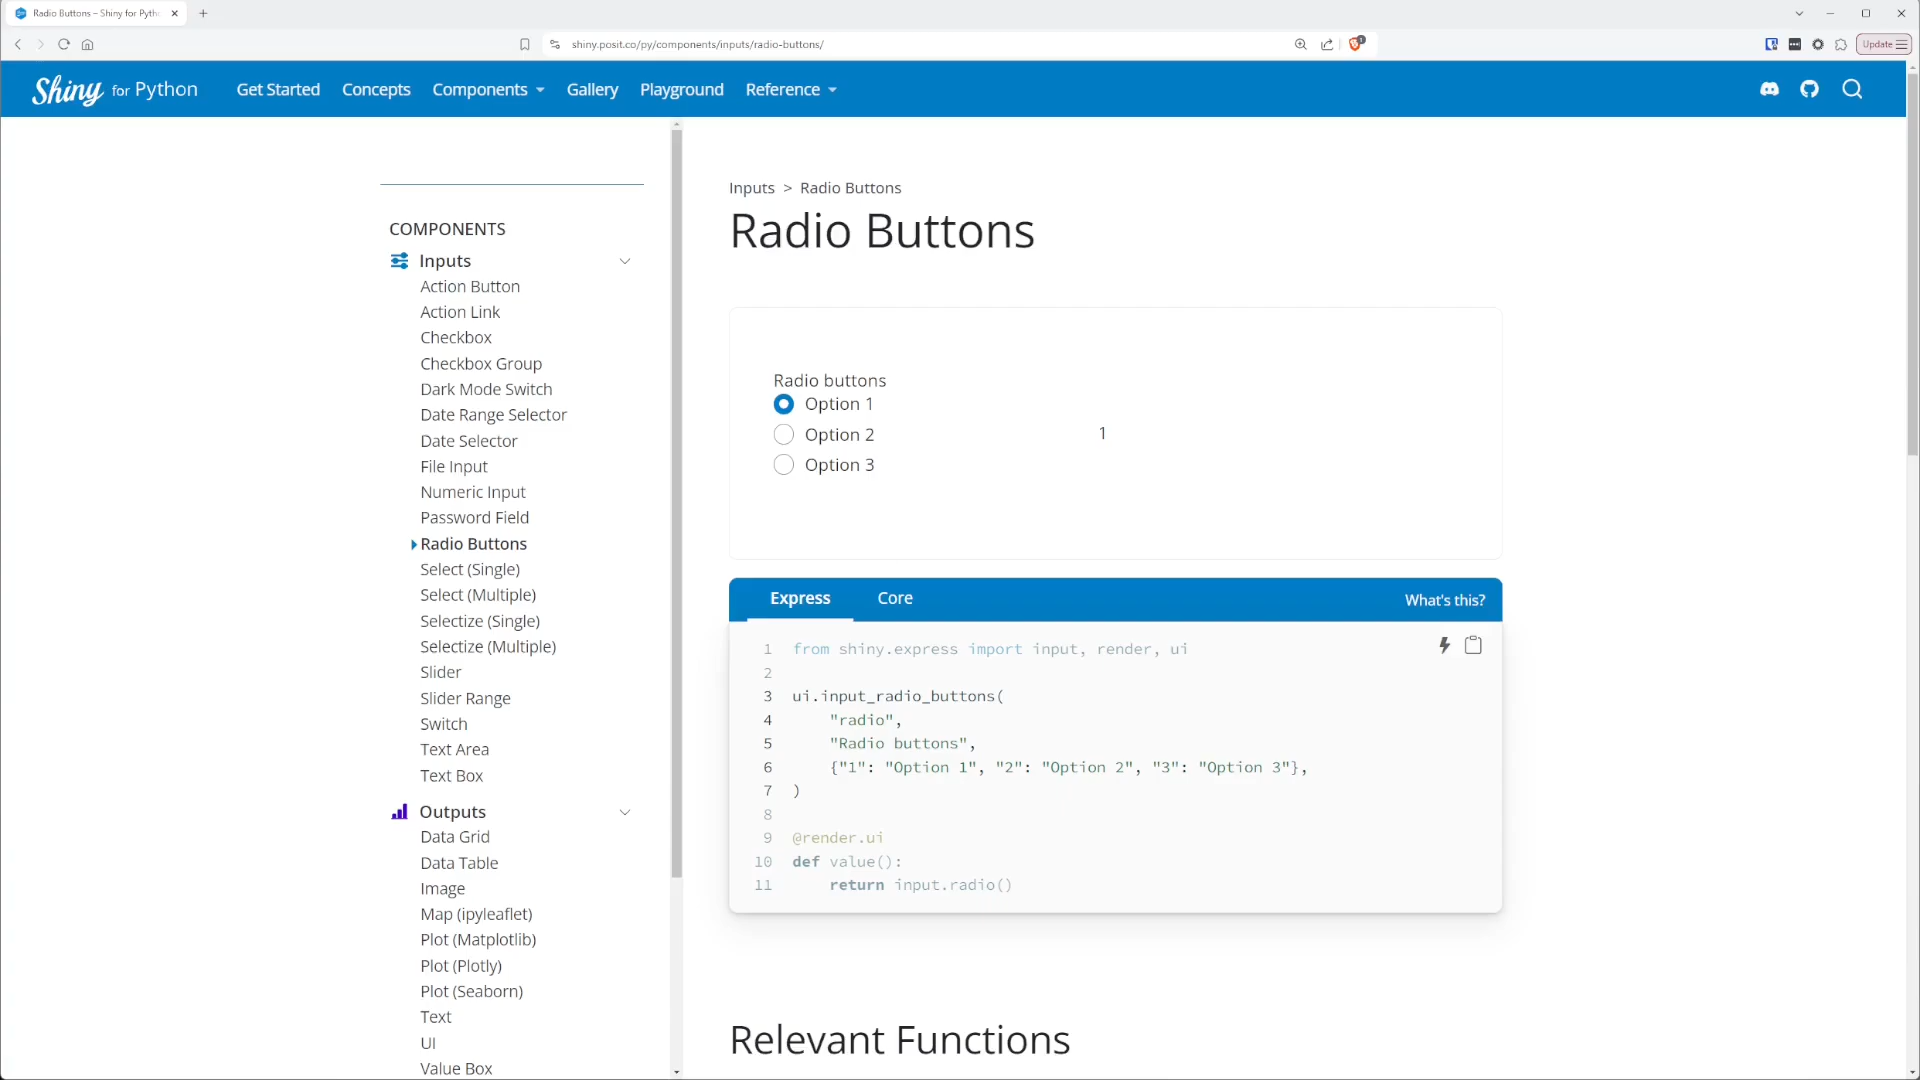 Radio Buttons – Shiny for Pyth
shiny.posit.co/py/components/inputs/radio-buttons/
1
Update
Shiny for Python
Get Started
Concepts
Components
Gallery
Playground
Reference
COMPONENTS
Inputs
Action Button
Action Link
Checkbox
Checkbox Group
Dark Mode Switch
Date Range Selector
Date Selector
File Input
Numeric Input
Password Field
Radio Buttons
Select (Single)
Select (Multiple)
Selectize (Single)
Selectize (Multiple)
Slider
Slider Range
Switch
Text Area
Text Box
Outputs
Data Grid
Data Table
Image
Map (ipyleaflet)
Plot (Matplotlib)
Plot (Plotly)
Plot (Seaborn)
Text
UI
Value Box
Inputs > Radio Buttons
Radio Buttons
Radio buttons
Option 1
Option 2
Option 3
1
Express
Core
What's this?
1 from shiny.express import input, render, ui
2
3 ui.input_radio_buttons(
4     "radio",
5     "Radio buttons",
6     {"1": "Option 1", "2": "Option 2", "3": "Option 3"},
7 )
8
9 @render.ui
10 def value():
11     return input.radio()
Relevant Functions